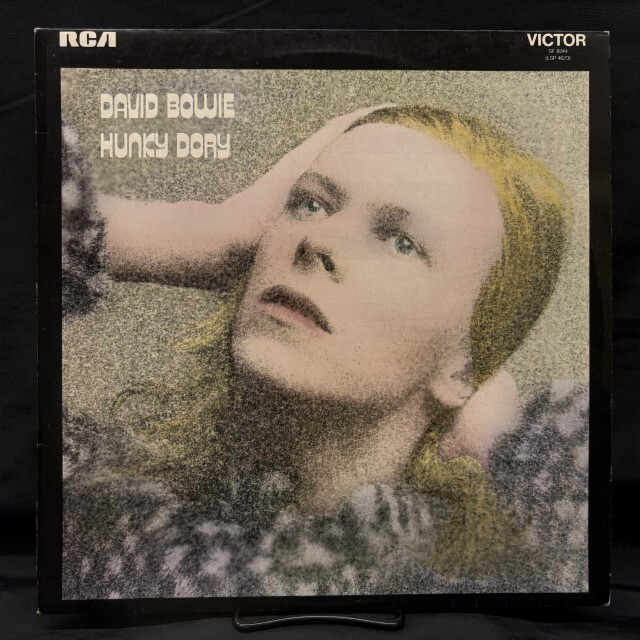 RCA
VICTOR
SF 8244
(LSP 4623)
DAVID BOWIE
HUNKY DORY